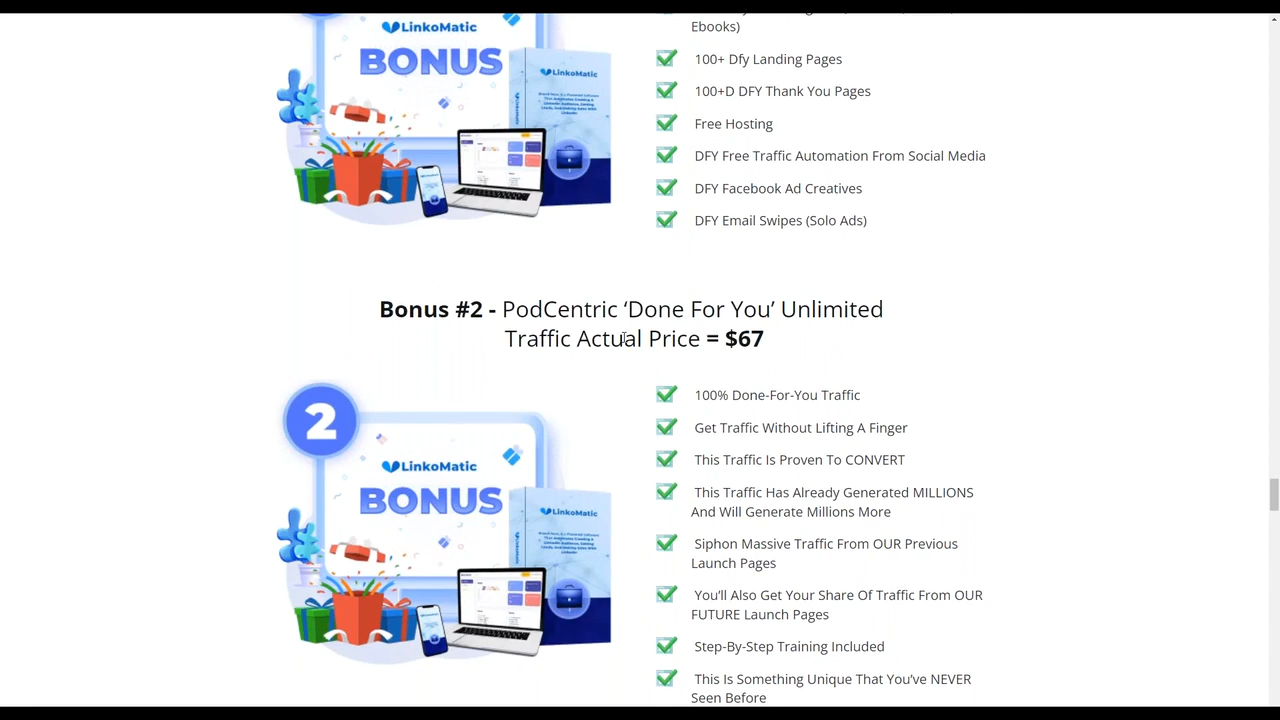 LinkoMatic
BONUS
LinkoMatic
Ebooks)
100+ Dfy Landing Pages
100+D DFY Thank You Pages
Free Hosting
DFY Free Traffic Automation From Social Media
DFY Facebook Ad Creatives
DFY Email Swipes (Solo Ads)
Bonus #2 - PodCentric ‘Done For You’ Unlimited
Traffic Actual Price = $67
2
LinkoMatic
BONUS
LinkoMatic
100% Done-For-You Traffic
Get Traffic Without Lifting A Finger
This Traffic Is Proven To CONVERT
This Traffic Has Already Generated MILLIONS
And Will Generate Millions More
Siphon Massive Traffic From OUR Previous
Launch Pages
You’ll Also Get Your Share Of Traffic From OUR
FUTURE Launch Pages
Step-By-Step Training Included
This Is Something Unique That You’ve NEVER
Seen Before